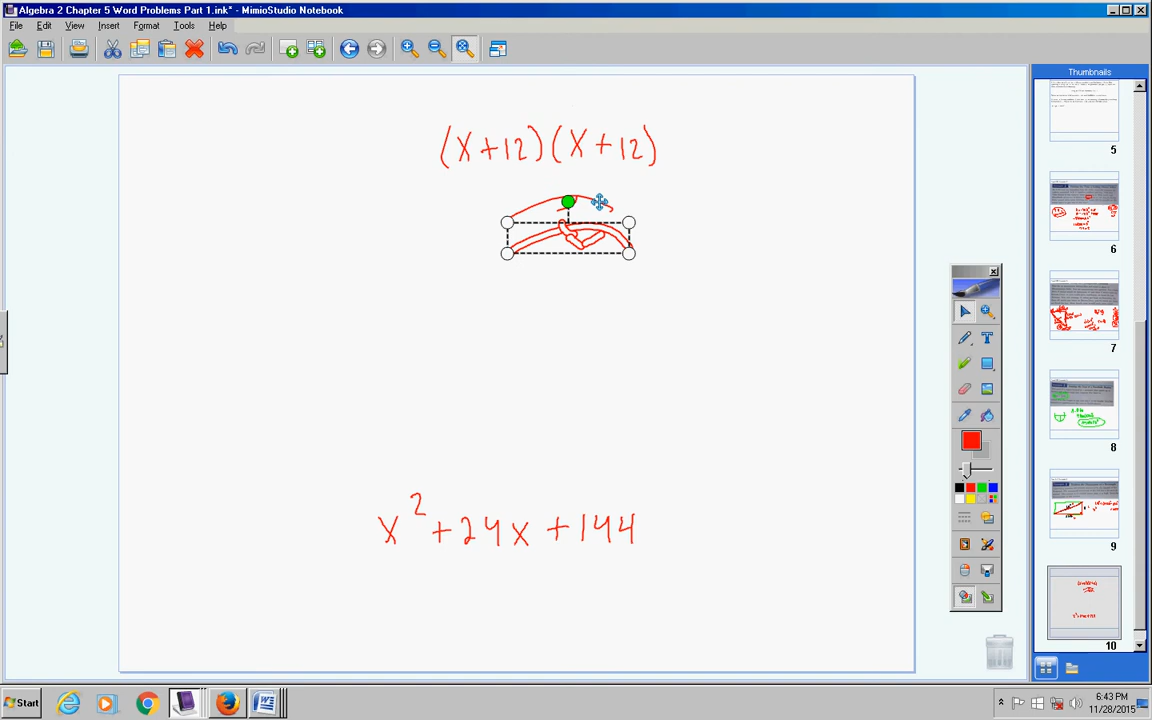 Algebra 2 Chapter 5 Word Problems Part 1.ink* - MimioStudio Notebook
File Edit View Insert Format Tools Help
Thumbnails
(X+12)(X+12)
x² +24x +144
5
6
7
8
9
10
Start
6:43 PM
11/28/2015